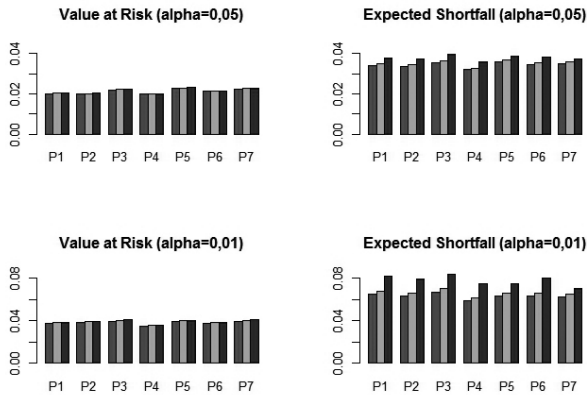 Value at Risk (alpha=0,05)
0.00 0.02 0.04
P1 P2 P3 P4 P5 P6 P7
Expected Shortfall (alpha=0,05)
0.00 0.02 0.04
P1 P2 P3 P4 P5 P6 P7
Value at Risk (alpha=0,01)
0.00 0.04 0.08
P1 P2 P3 P4 P5 P6 P7
Expected Shortfall (alpha=0,01)
0.00 0.04 0.08
P1 P2 P3 P4 P5 P6 P7